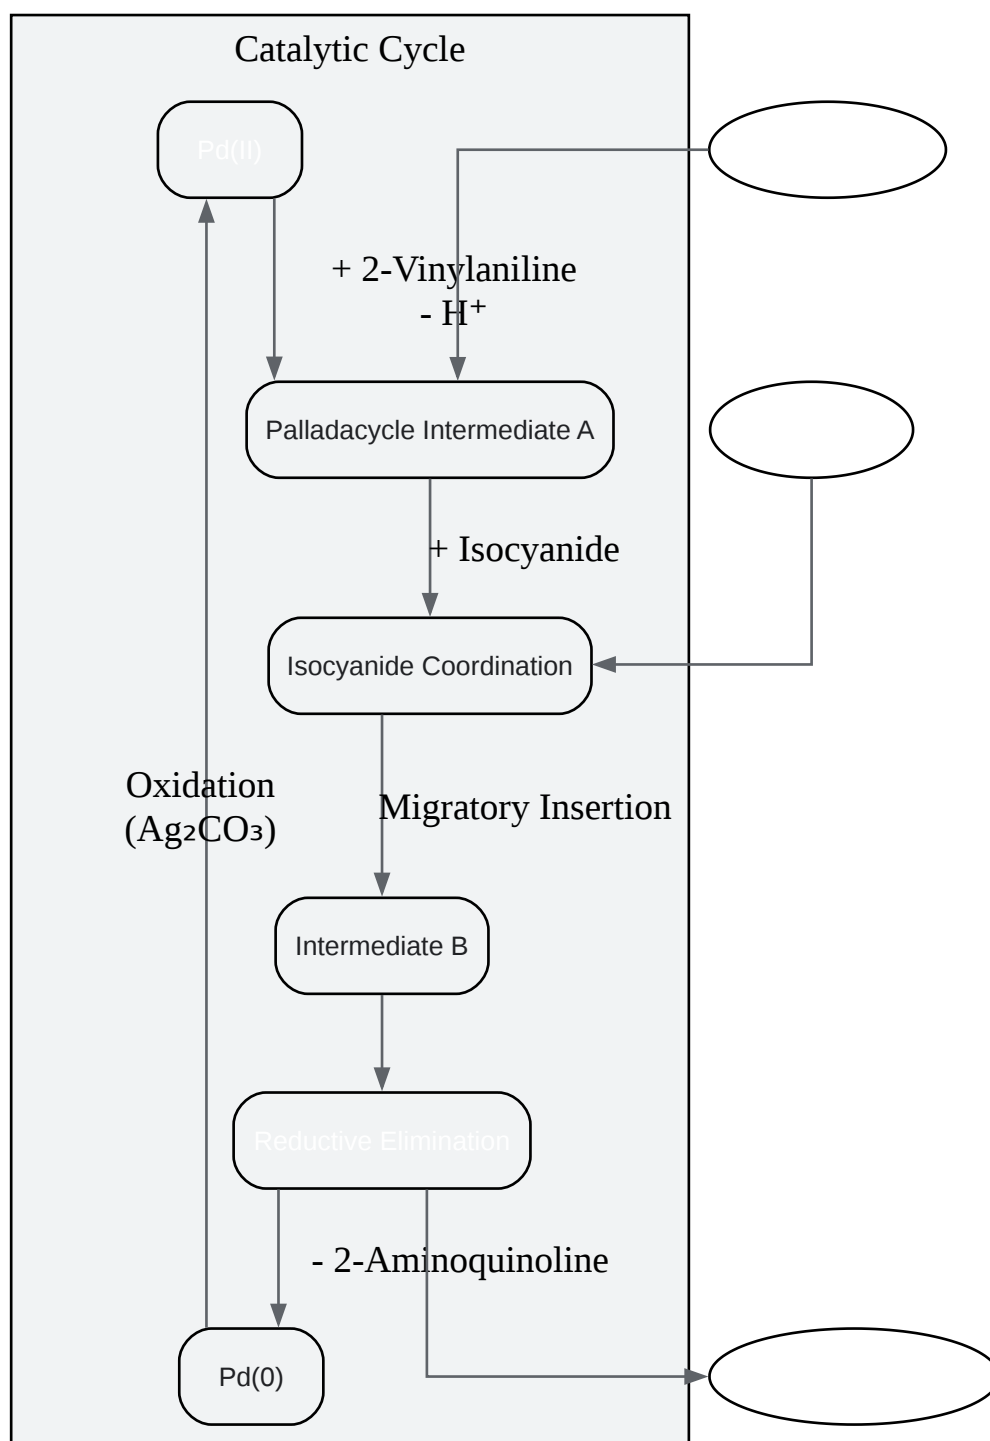 Catalytic Cycle
Pd(II)
+ 2-Vinylaniline
- H⁺
Palladacycle Intermediate A
+ Isocyanide
Isocyanide Coordination
Oxidation
(Ag₂CO₃)
Migratory Insertion
Intermediate B
Reductive Elimination
- 2-Aminoquinoline
Pd(0)